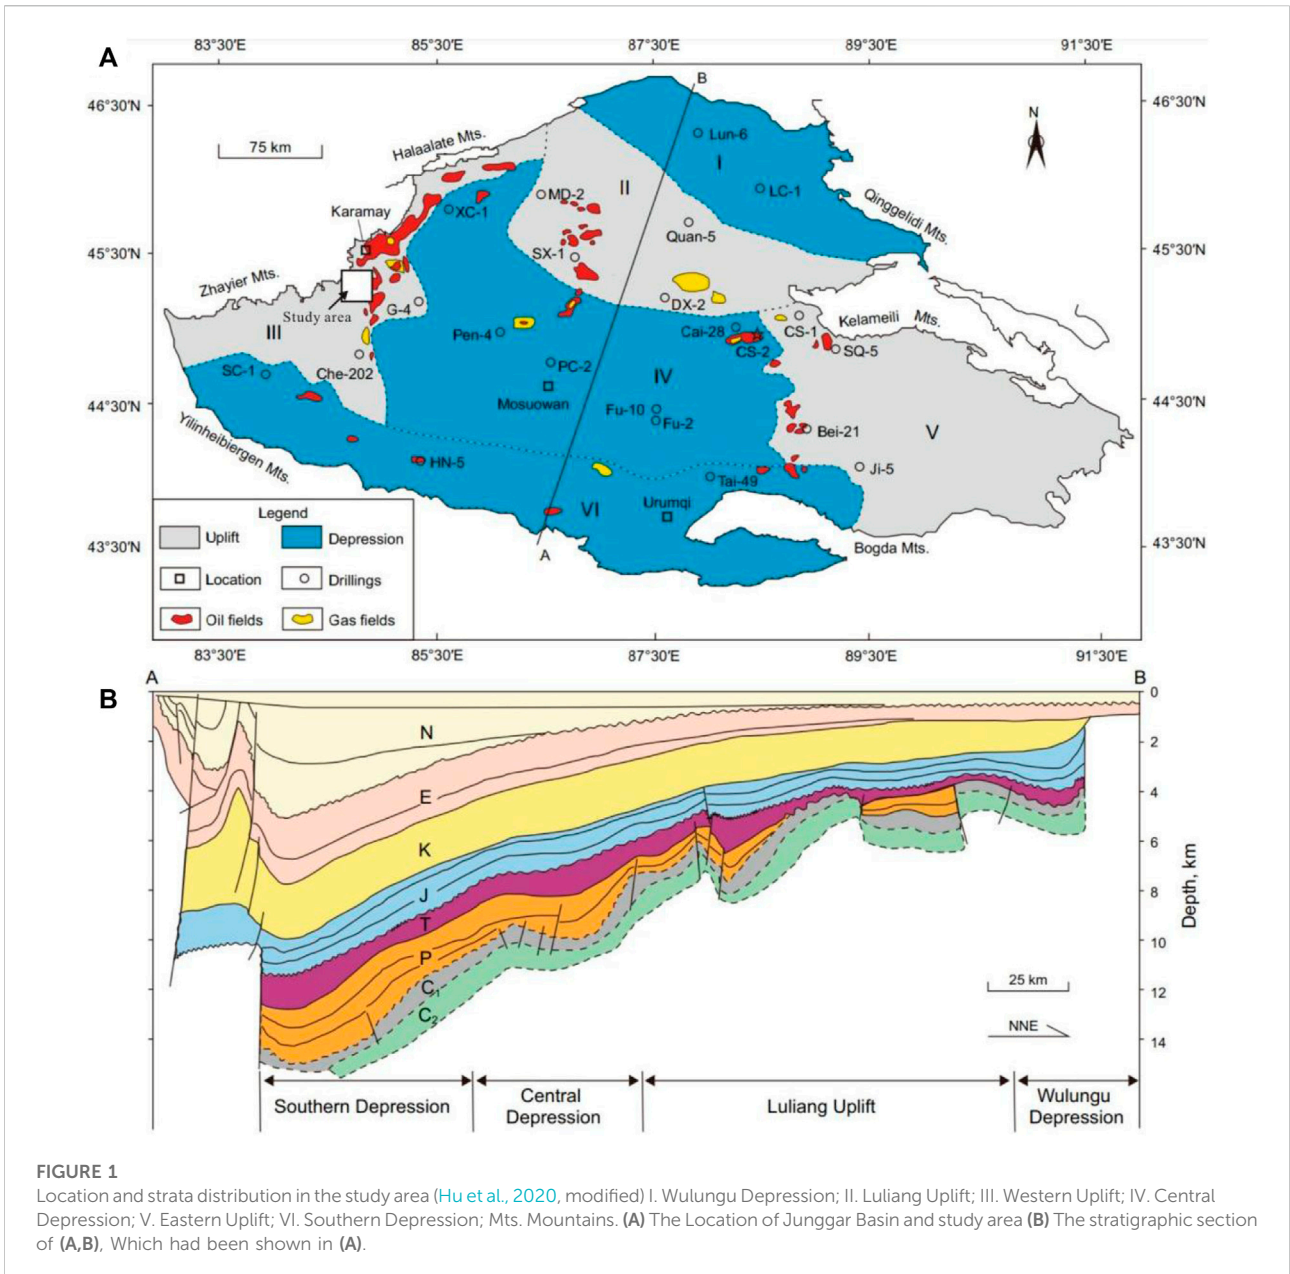 A
83°30'E 85°30'E 87°30'E 89°30'E 91°30'E
46°30'N
45°30'N
44°30'N
43°30'N
46°30'N
45°30'N
44°30'N
43°30'N
75 km
N
B
Halaalate Mts.
Lun-6
I
LC-1
Qinggelidi Mts.
II
MD-2
XC-1
Karamay
Quan-5
SX-1
Zhayier Mts.
Study area
G-4
DX-2
Kelameili Mts.
III
Pen-4
Cai-28
CS-1
CS-2
SQ-5
SC-1
Che-202
PC-2
IV
Mosuowan
Fu-10
Fu-2
Bei-21
V
Yilinheibiergen Mts.
HN-5
Ji-5
Tai-49
VI
Urumqi
A
Bogda Mts.
Legend
Uplift
Depression
Location
Drillings
Oil fields
Gas fields
83°30'E 85°30'E 87°30'E 89°30'E 91°30'E
B
A
B
0
2
4
6
8
10
12
14
Depth, km
N
E
K
J
T
P
C₁
C₂
25 km
NNE
Southern Depression
Central
Depression
Luliang Uplift
Wulungu
Depression
FIGURE 1
Location and strata distribution in the study area (Hu et al., 2020, modified) I. Wulungu Depression; II. Luliang Uplift; III. Western Uplift; IV. Central
Depression; V. Eastern Uplift; VI. Southern Depression; Mts. Mountains. (A) The Location of Junggar Basin and study area (B) The stratigraphic section
of (A,B), Which had been shown in (A).